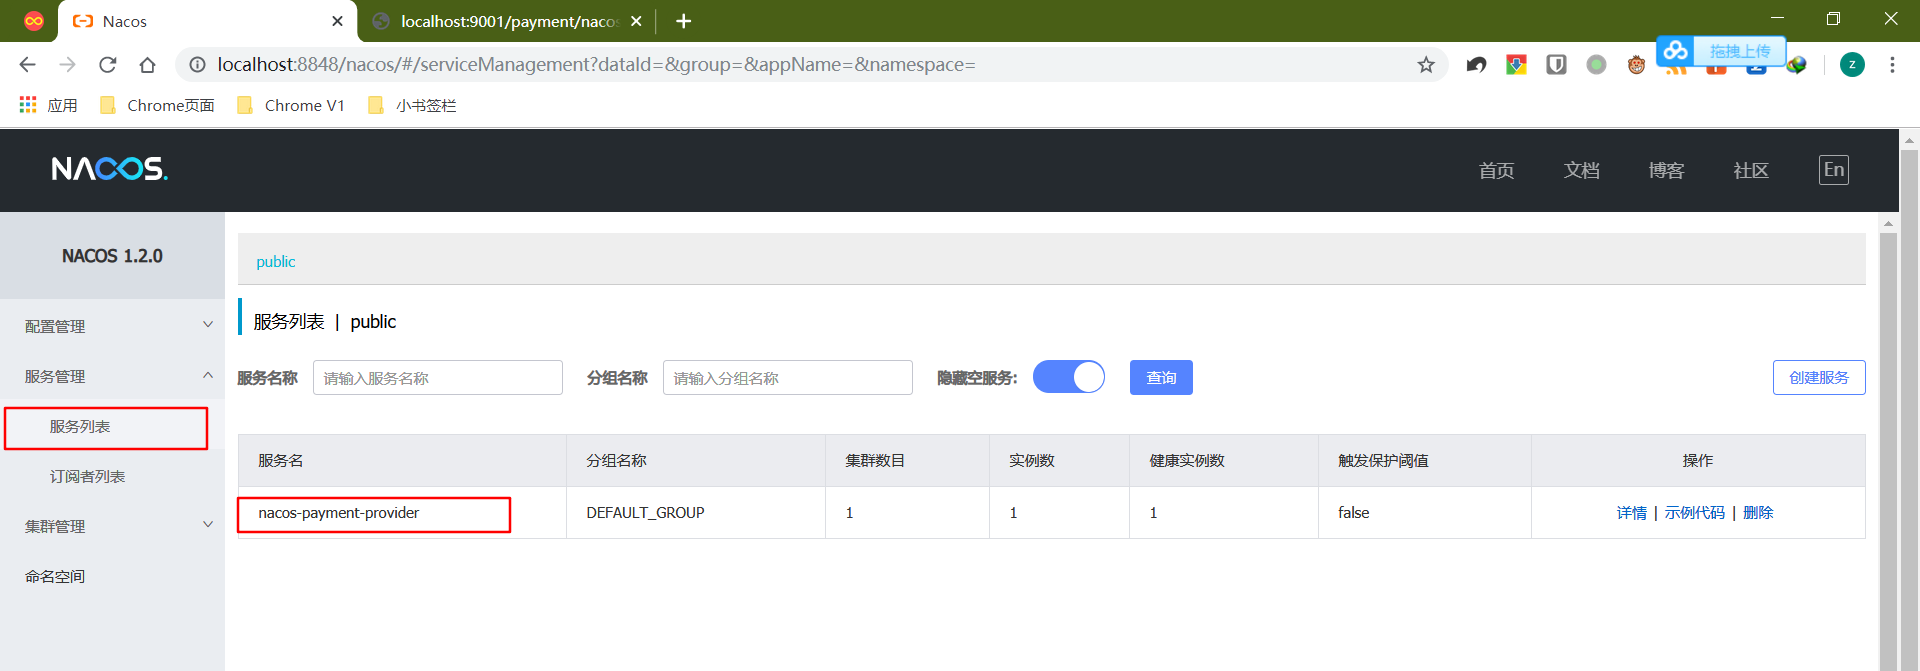 Nacos
localhost:9001/payment/nacos
localhost:8848/nacos/#/serviceManagement?dataId=&group=&appName=&namespace=
拖拽上传
z
应用 Chrome页面 Chrome V1 小书签栏
NACOS.
首页 文档 博客 社区 En
NACOS 1.2.0
配置管理
服务管理
服务列表
订阅者列表
集群管理
命名空间
public
服务列表 | public
服务名称 请输入服务名称 分组名称 请输入分组名称 隐藏空服务: 查询 创建服务
服务名 分组名称 集群数目 实例数 健康实例数 触发保护阈值 操作
nacos-payment-provider DEFAULT_GROUP 1 1 1 false 详情 | 示例代码 | 删除